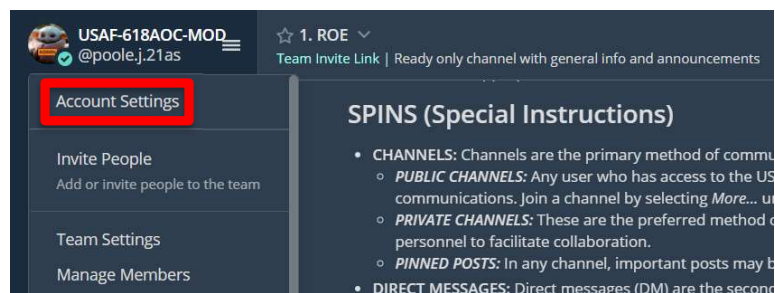 USAF-618AOC-MOD
@poole.j.21as
1. ROE
Team Invite Link | Ready only channel with general info and announcements
Account Settings
Invite People
Add or invite people to the team
Team Settings
Manage Members
SPINS (Special Instructions)
• CHANNELS: Channels are the primary method of commu
PUBLIC CHANNELS: Any user who has access to the US
communications. Join a channel by selecting More... u
PRIVATE CHANNELS: These are the preferred method
personnel to facilitate collaboration.
PINNED POSTS: In any channel, important posts may b
• DIRECT MESSAGES: Direct messages (DM) are the second